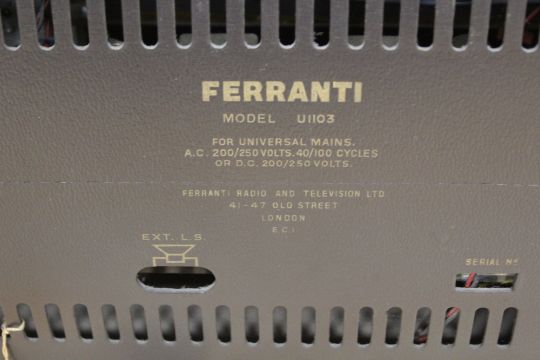 FERRANTI
MODEL U1103
FOR UNIVERSAL MAINS.
A.C. 200/250 VOLTS. 40/100 CYCLES
OR D.C. 200/250 VOLTS.
FERRANTI RADIO AND TELEVISION LTD.
41-47 OLD STREET
LONDON
E.C.1
EXT. L.S.
SERIAL Nº